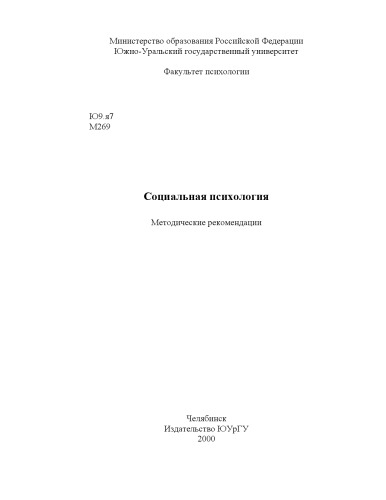 Министерство образования Российской Федерации
Южно-Уральский государственный университет
Факультет психологии
Ю9.я7
М269
Социальная психология
Методические рекомендации
Челябинск
Издательство ЮУрГУ
2000